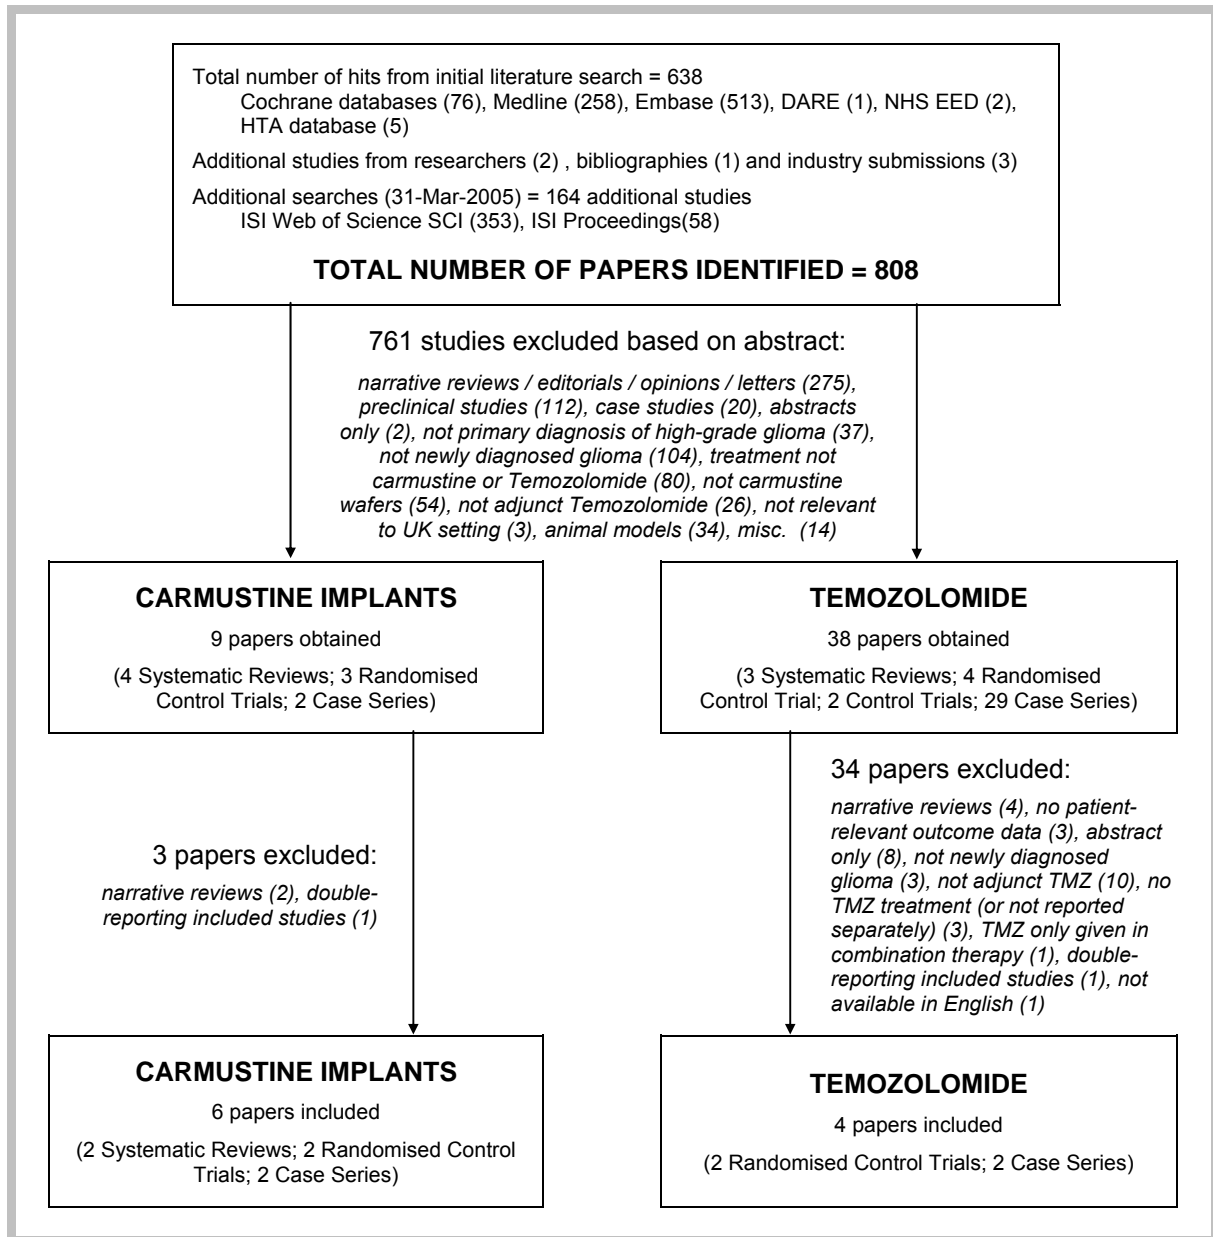 Total number of hits from initial literature search = 638
Cochrane databases (76), Medline (258), Embase (513), DARE (1), NHS EED (2),
HTA database (5)
Additional studies from researchers (2) , bibliographies (1) and industry submissions (3)
Additional searches (31-Mar-2005) = 164 additional studies
ISI Web of Science SCI (353), ISI Proceedings(58)
TOTAL NUMBER OF PAPERS IDENTIFIED = 808
761 studies excluded based on abstract:
narrative reviews / editorials / opinions / letters (275),
preclinical studies (112), case studies (20), abstracts
only (2), not primary diagnosis of high-grade glioma (37),
not newly diagnosed glioma (104), treatment not
carmustine or Temozolomide (80), not carmustine
wafers (54), not adjunct Temozolomide (26), not relevant
to UK setting (3), animal models (34), misc. (14)
CARMUSTINE IMPLANTS
9 papers obtained
(4 Systematic Reviews; 3 Randomised
Control Trials; 2 Case Series)
TEMOZOLOMIDE
38 papers obtained
(3 Systematic Reviews; 4 Randomised
Control Trial; 2 Control Trials; 29 Case Series)
3 papers excluded:
narrative reviews (2), double-
reporting included studies (1)
34 papers excluded:
narrative reviews (4), no patient-
relevant outcome data (3), abstract
only (8), not newly diagnosed
glioma (3), not adjunct TMZ (10), no
TMZ treatment (or not reported
separately) (3), TMZ only given in
combination therapy (1), double-
reporting included studies (1), not
available in English (1)
CARMUSTINE IMPLANTS
6 papers included
(2 Systematic Reviews; 2 Randomised Control
Trials; 2 Case Series)
TEMOZOLOMIDE
4 papers included
(2 Randomised Control Trials; 2 Case Series)